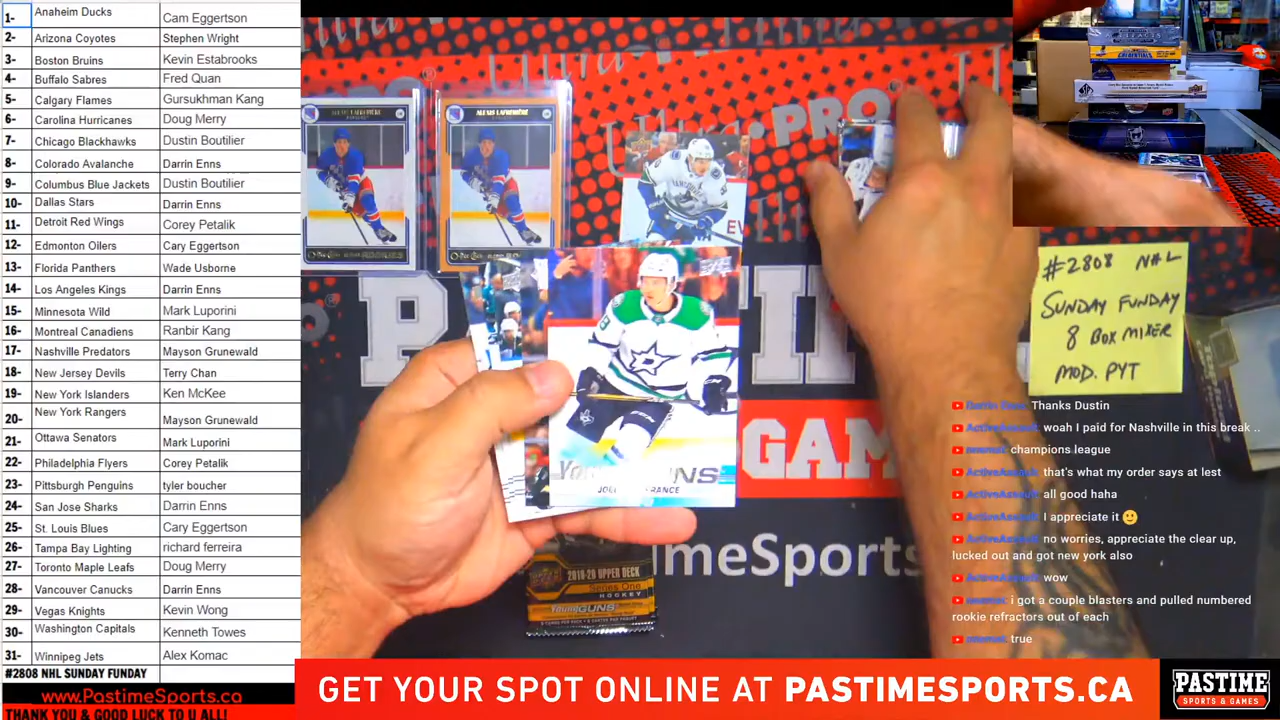 1- Anaheim Ducks Cam Eggertson
2- Arizona Coyotes Stephen Wright
3- Boston Bruins Kevin Estabrooks
4- Buffalo Sabres Fred Quan
5- Calgary Flames Gursukhman Kang
6- Carolina Hurricanes Doug Merry
7- Chicago Blackhawks Dustin Boutilier
8- Colorado Avalanche Darrin Enns
9- Columbus Blue Jackets Dustin Boutilier
10- Dallas Stars Darrin Enns
11- Detroit Red Wings Corey Petalik
12- Edmonton Oilers Cary Eggertson
13- Florida Panthers Wade Usborne
14- Los Angeles Kings Darrin Enns
15- Minnesota Wild Mark Luporini
16- Montreal Canadiens Ranbir Kang
17- Nashville Predators Mayson Grunewald
18- New Jersey Devils Terry Chan
19- New York Islanders Ken McKee
20- New York Rangers Mayson Grunewald
21- Ottawa Senators Mark Luporini
22- Philadelphia Flyers Corey Petalik
23- Pittsburgh Penguins tyler boucher
24- San Jose Sharks Darrin Enns
25- St. Louis Blues Cary Eggertson
26- Tampa Bay Lighting richard ferreira
27- Toronto Maple Leafs Doug Merry
28- Vancouver Canucks Darrin Enns
29- Vegas Knights Kevin Wong
30- Washington Capitals Kenneth Towes
31- Winnipeg Jets Alex Komac
#2808 NHL SUNDAY FUNDAY
www.PastimeSports.ca
THANK YOU & GOOD LUCK TO U ALL!
#2808 NHL
SUNDAY FUNDAY
8 BOX MIXER
MOD. PYT
Thanks Dustin
woah I paid for Nashville in this break ..
champions league
that's what my order says at lest
all good haha
I appreciate it 🙂
no worries, appreciate the clear up,
lucked out and got new york also
wow
i got a couple blasters and pulled numbered
rookie refractors out of each
true
ALEXIS LAFRENIÈRE
UPPER DECK
Series One
HOCKEY
YOUNG GUNS
GAM
imeSports
GET YOUR SPOT ONLINE AT PASTIMESPORTS.CA
PASTIME
SPORTS & GAMES